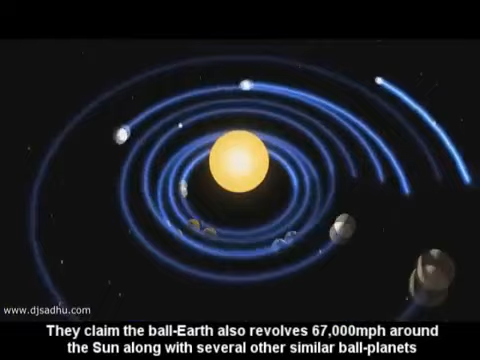 www.djsadhu.com
They claim the ball-Earth also revolves 67,000mph around
the Sun along with several other similar ball-planets